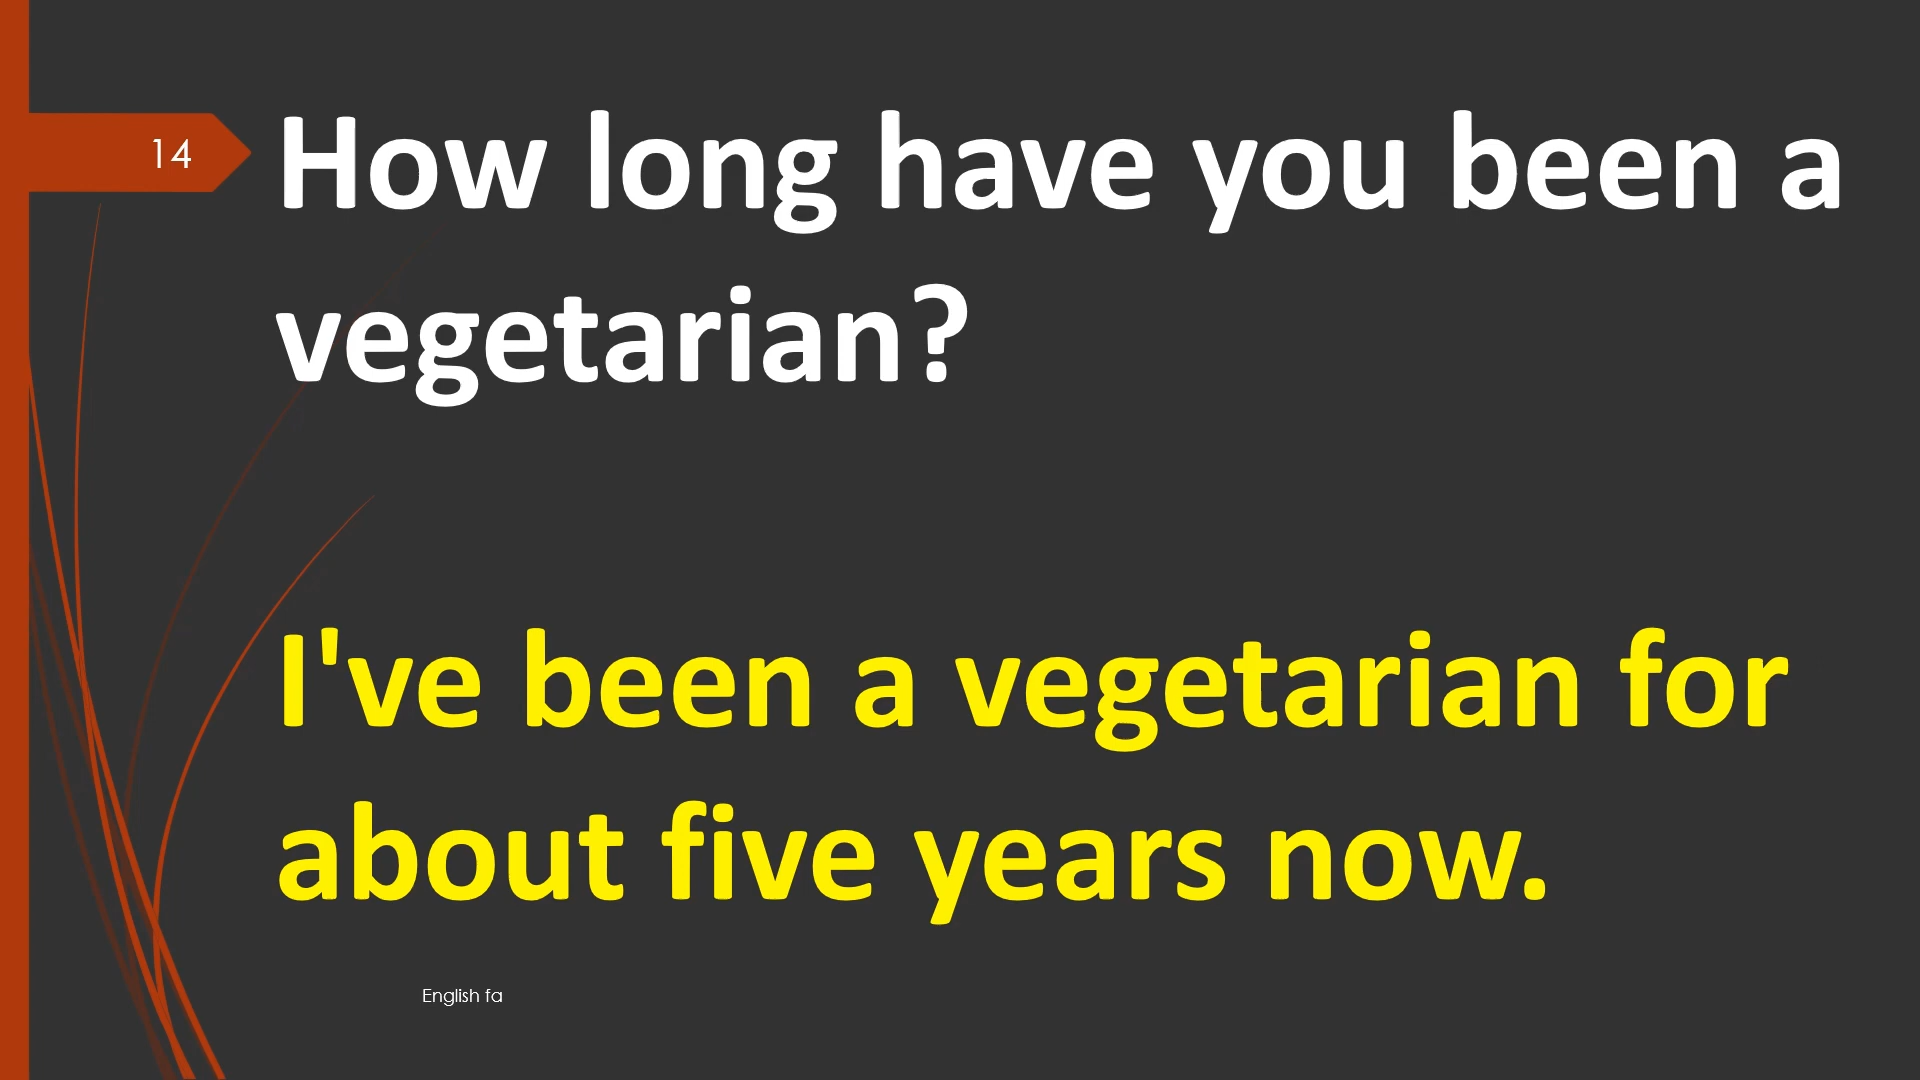 14
How long have you been a
vegetarian?
I've been a vegetarian for
about five years now.
English fa